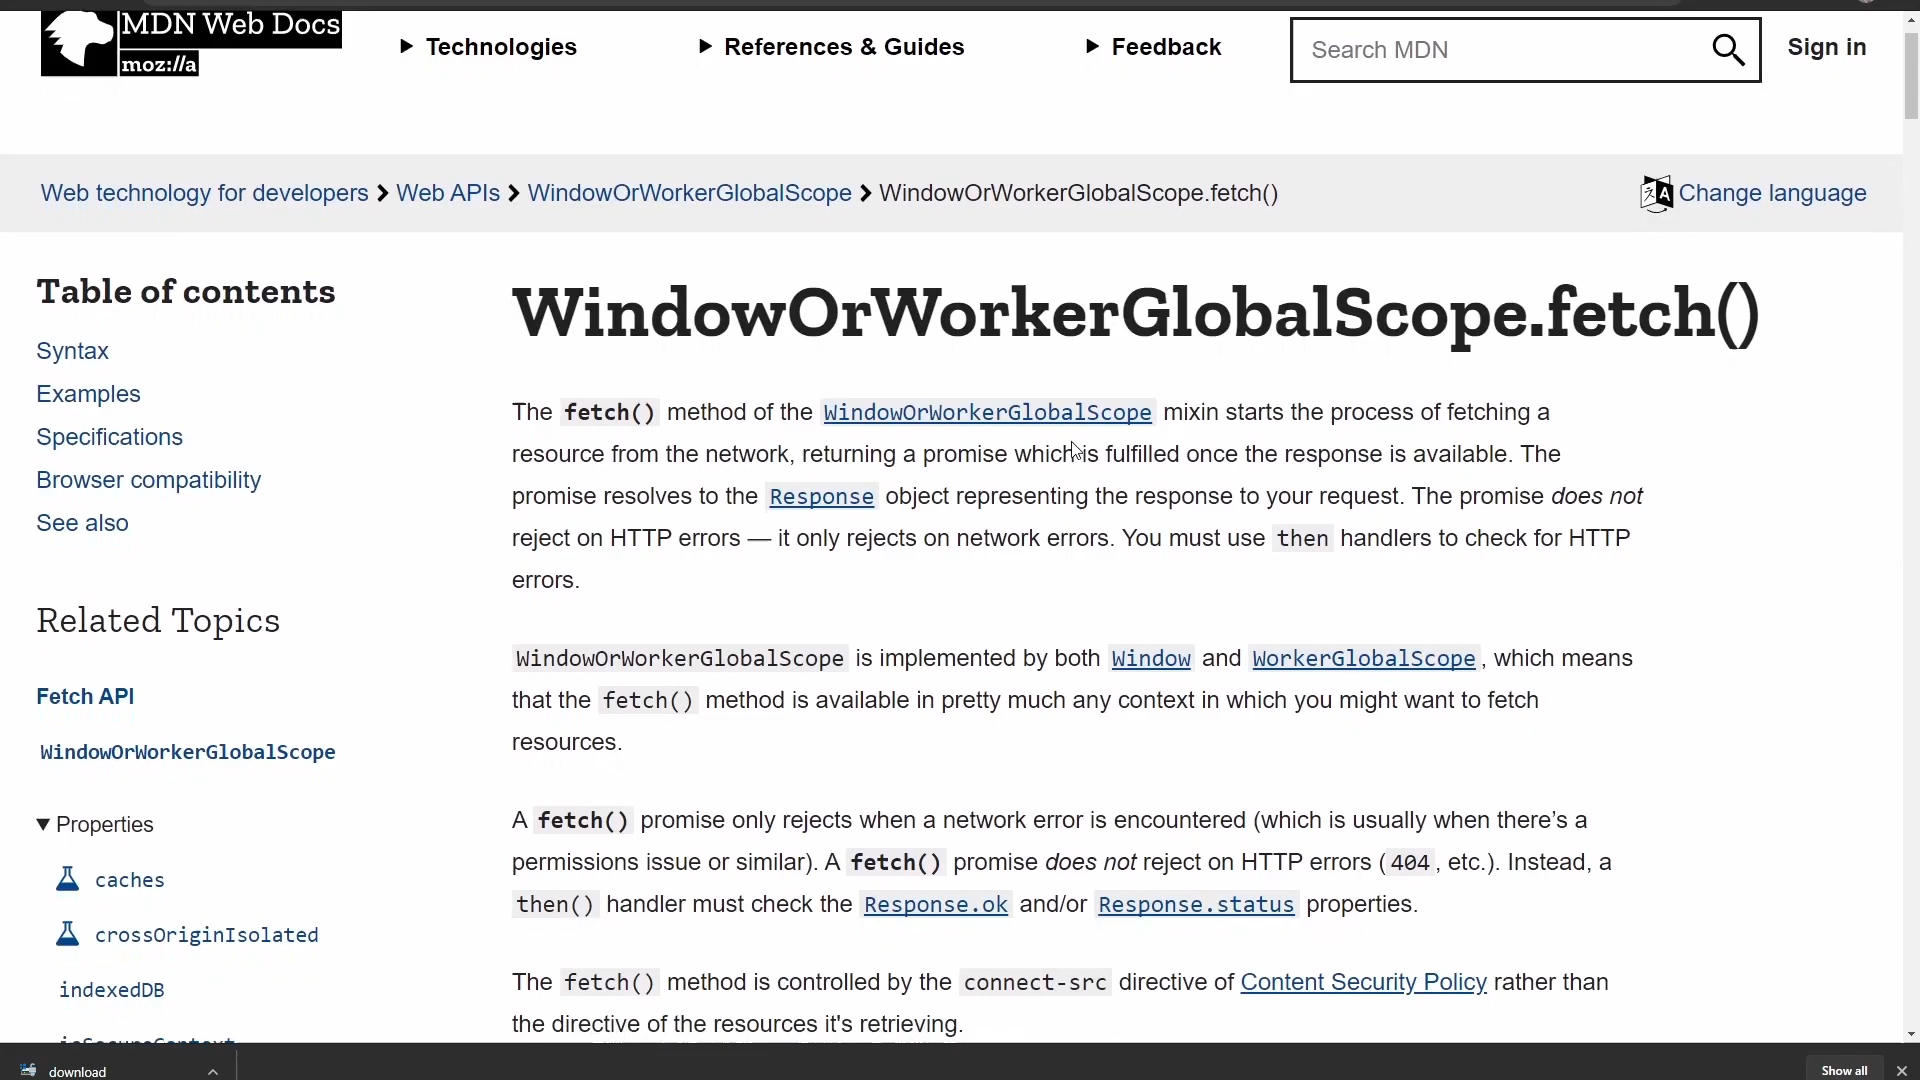 MDN Web Docs
moz://a
Technologies
References & Guides
Feedback
Search MDN
Sign in
Web technology for developers
Web APIs
WindowOrWorkerGlobalScope
WindowOrWorkerGlobalScope.fetch()
Change language
Table of contents
Syntax
Examples
Specifications
Browser compatibility
See also
Related Topics
Fetch API
WindowOrWorkerGlobalScope
Properties
caches
crossOriginIsolated
indexedDB
isSecureContext
WindowOrWorkerGlobalScope.fetch()
The fetch() method of the WindowOrWorkerGlobalScope mixin starts the process of fetching a
resource from the network, returning a promise which is fulfilled once the response is available. The
promise resolves to the Response object representing the response to your request. The promise does not
reject on HTTP errors — it only rejects on network errors. You must use then handlers to check for HTTP
errors.
WindowOrWorkerGlobalScope is implemented by both Window and WorkerGlobalScope, which means
that the fetch() method is available in pretty much any context in which you might want to fetch
resources.
A fetch() promise only rejects when a network error is encountered (which is usually when there’s a
permissions issue or similar). A fetch() promise does not reject on HTTP errors (404, etc.). Instead, a
then() handler must check the Response.ok and/or Response.status properties.
The fetch() method is controlled by the connect-src directive of Content Security Policy rather than
the directive of the resources it's retrieving.
download
Show all